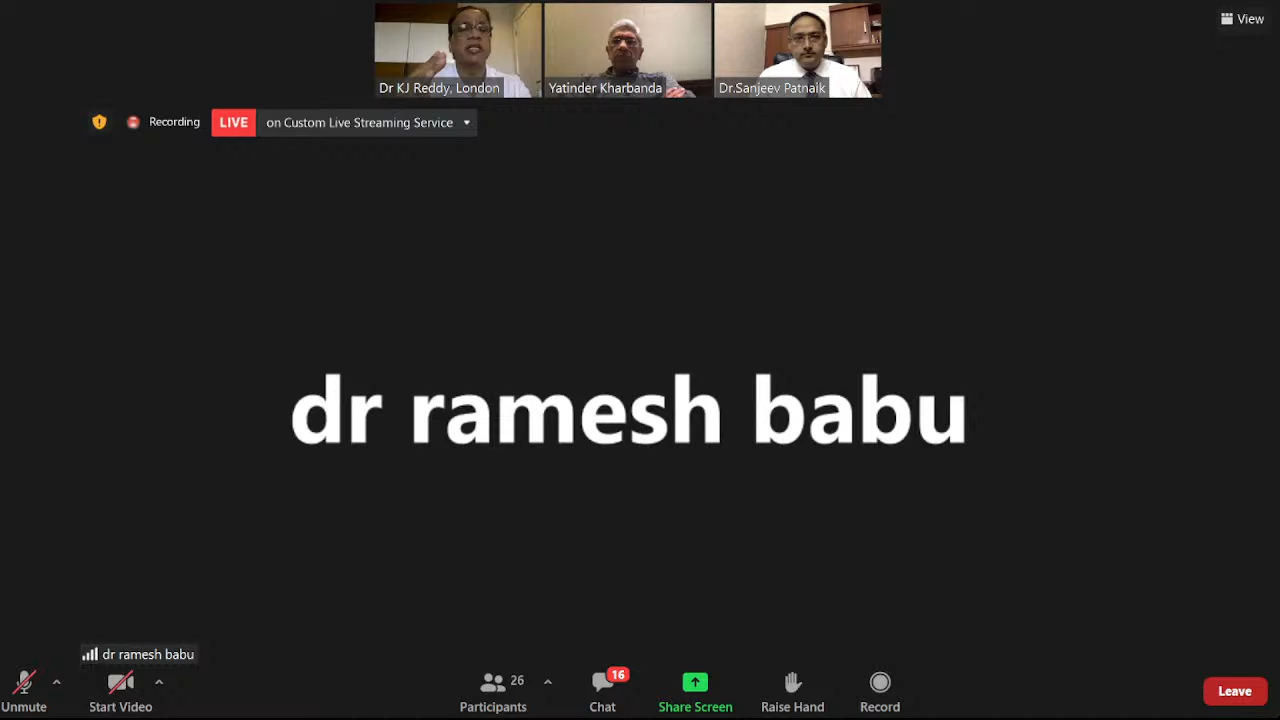 View
Dr KJ Reddy, London
Yatinder Kharbanda
Dr.Sanjeev Patnaik
Recording
LIVE on Custom Live Streaming Service
dr ramesh babu
dr ramesh babu
Unmute
Start Video
26
Participants
16
Chat
Share Screen
Raise Hand
Record
Leave